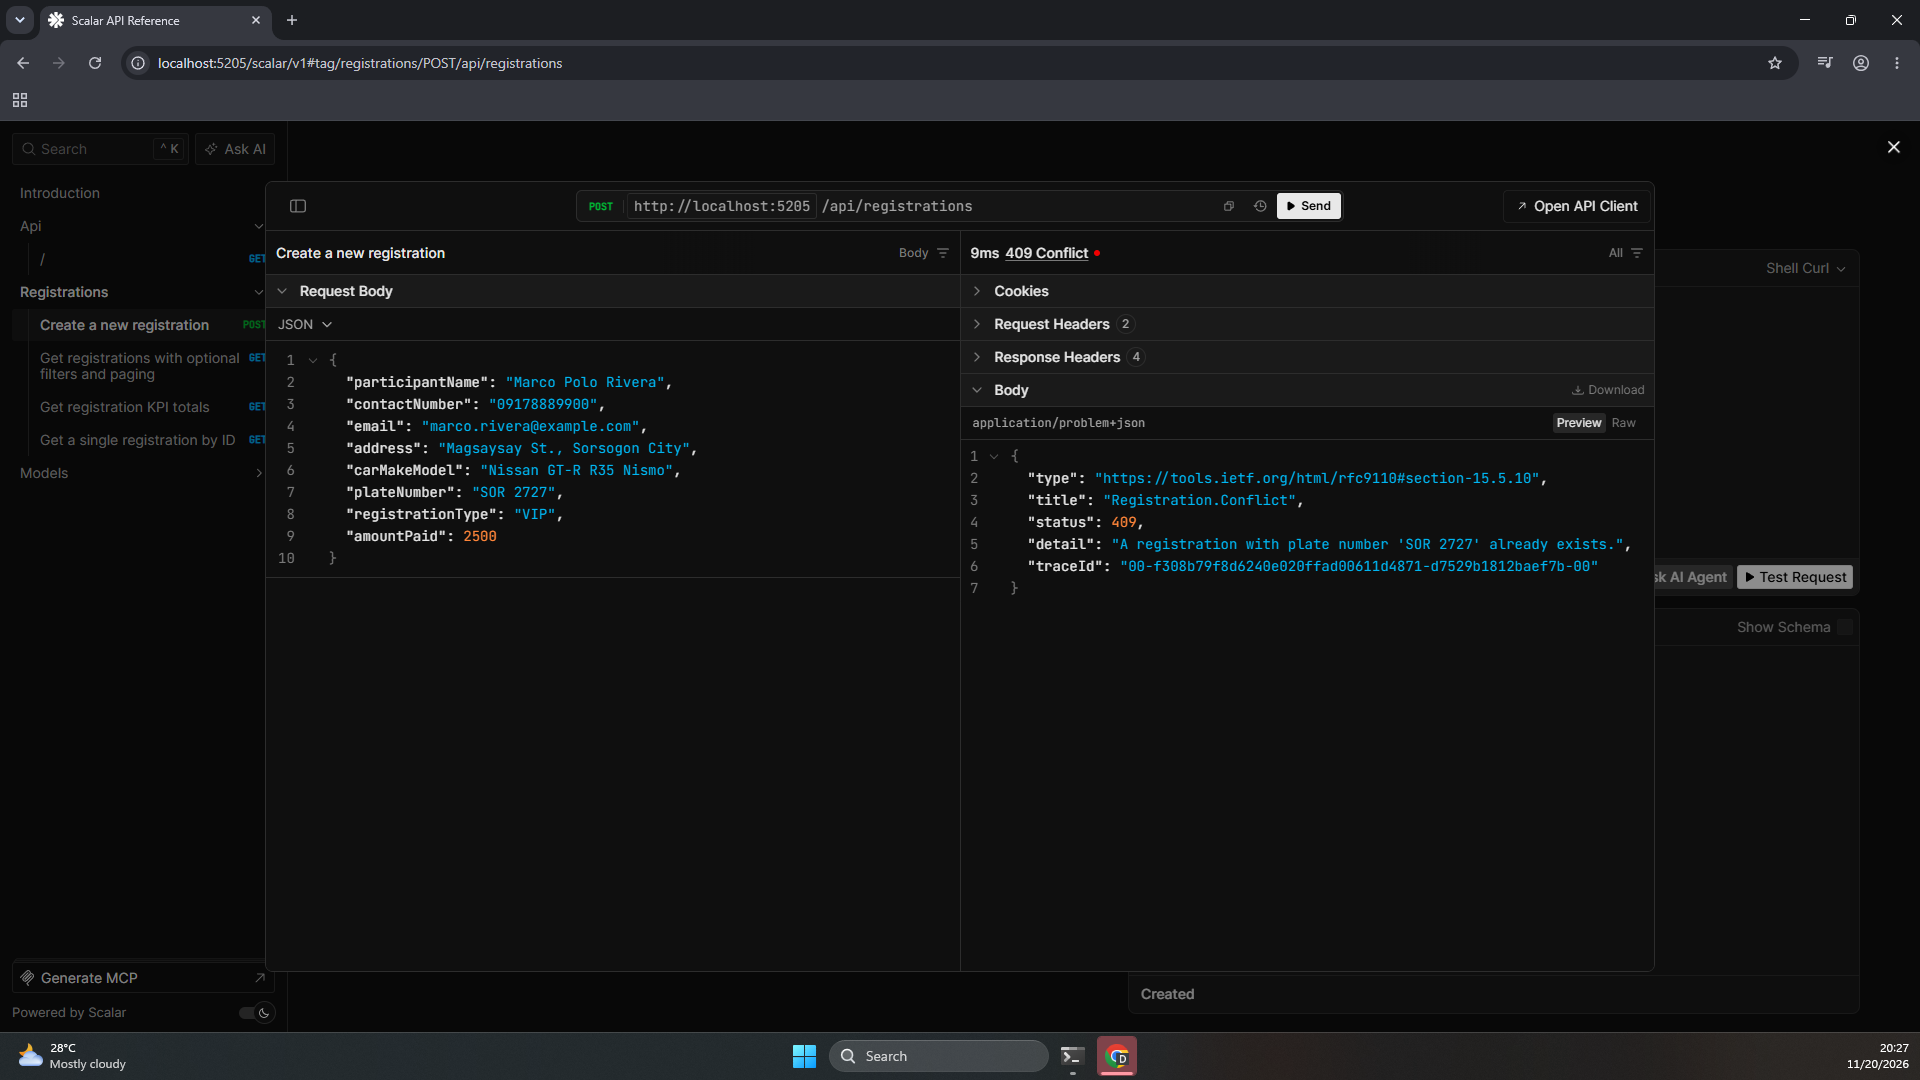 Scalar API Reference
localhost:5205/scalar/v1#tag/registrations/POST/api/registrations
Search
^ K
Ask AI
Introduction
Api
/
GET
Registrations
Create a new registration
POST
Get registrations with optional
filters and paging
GET
Get registration KPI totals
GET
Get a single registration by ID
GET
Models
Generate MCP
Powered by Scalar
POST
http://localhost:5205
/api/registrations
Send
Open API Client
Create a new registration
Body
Request Body
JSON
1 {
2 "participantName": "Marco Polo Rivera",
3 "contactNumber": "09178889900",
4 "email": "marco.rivera@example.com",
5 "address": "Magsaysay St., Sorsogon City",
6 "carMakeModel": "Nissan GT-R R35 Nismo",
7 "plateNumber": "SOR 2727",
8 "registrationType": "VIP",
9 "amountPaid": 2500
10 }
9ms 409 Conflict
All
Cookies
Request Headers 2
Response Headers 4
Body
Download
application/problem+json
Preview
Raw
1 {
2 "type": "https://tools.ietf.org/html/rfc9110#section-15.5.10",
3 "title": "Registration.Conflict",
4 "status": 409,
5 "detail": "A registration with plate number 'SOR 2727' already exists.",
6 "traceId": "00-f308b79f8d6240e020ffad00611d4871-d7529b1812baef7b-00"
7 }
Shell Curl
sk AI Agent
Test Request
Show Schema
Created
28°C
Mostly cloudy
Search
D
20:27
11/20/2026